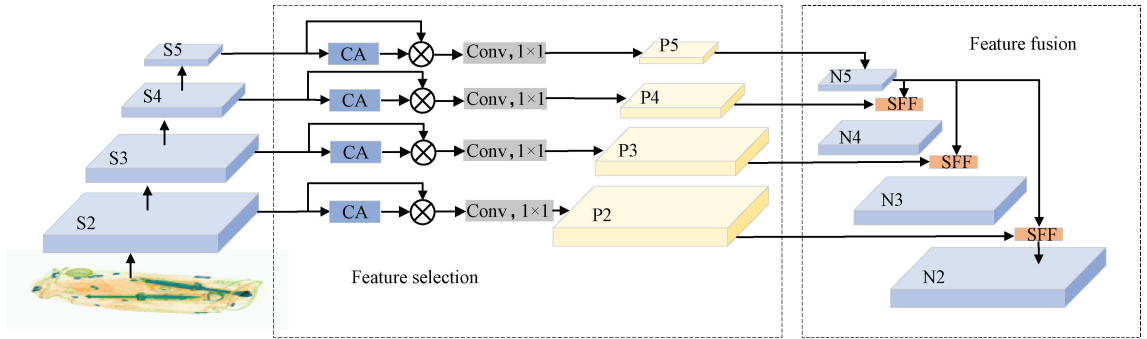 S5
CA
Conv, 1×1
P5
Feature fusion
N5
S4
CA
Conv, 1×1
P4
SFF
N4
S3
CA
Conv, 1×1
P3
SFF
N3
S2
CA
Conv, 1×1
P2
SFF
N2
Feature selection